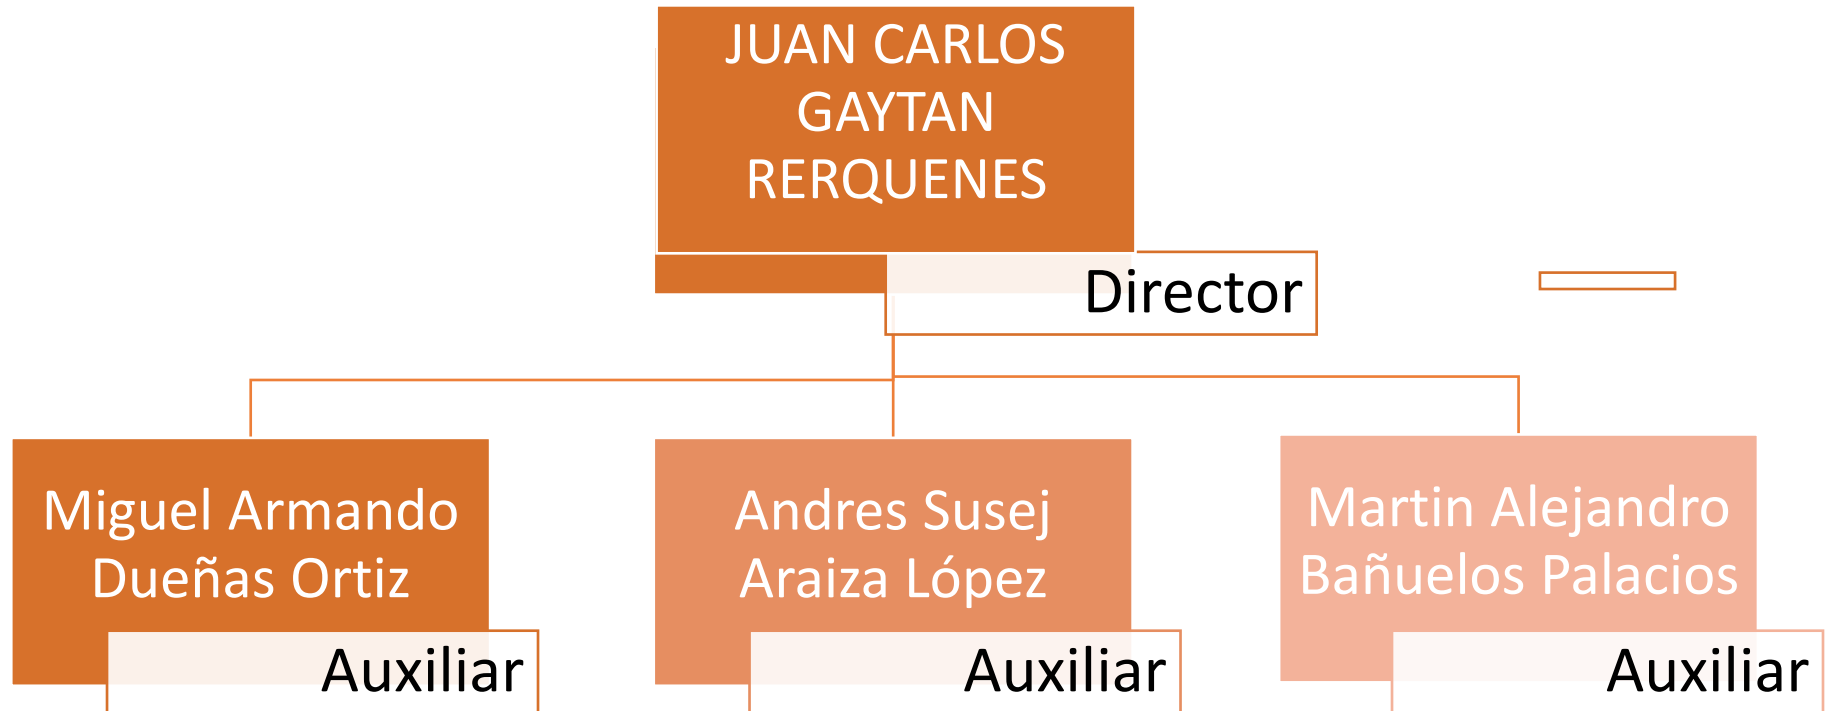 JUAN CARLOS
GAYTAN
RERQUENES
Director
Miguel Armando
Dueñas Ortiz
Auxiliar
Andres Susej
Araiza López
Auxiliar
Martin Alejandro
Bañuelos Palacios
Auxiliar